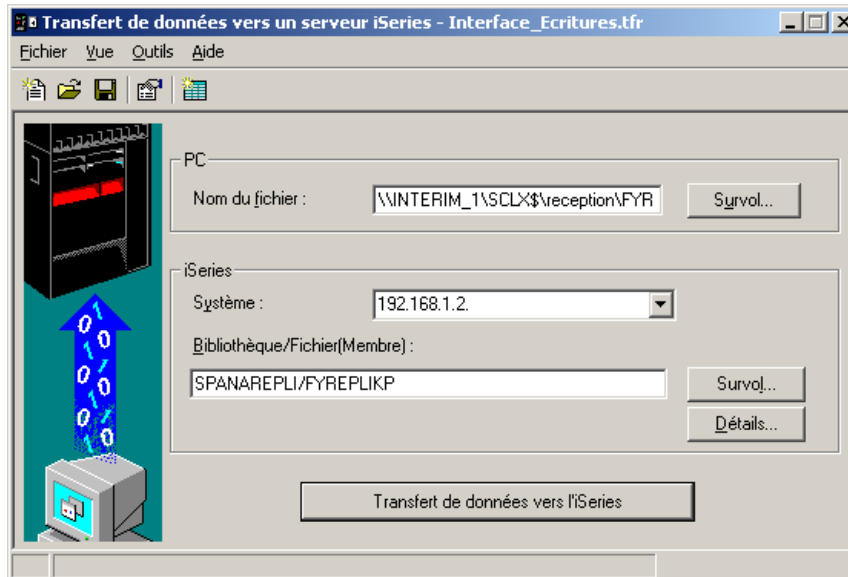 Transfert de données vers un serveur iSeries - Interface_Ecritures.tfr
Fichier Vue Outils Aide
PC
Nom du fichier : \\INTERIM_1\SCLX$\reception\FYR Survol...
iSeries
Système : 192.168.1.2.
Bibliothèque/Fichier(Membre) :
SPANAREPLI/FYREPLIKP Survol...
Détails...
Transfert de données vers l'iSeries